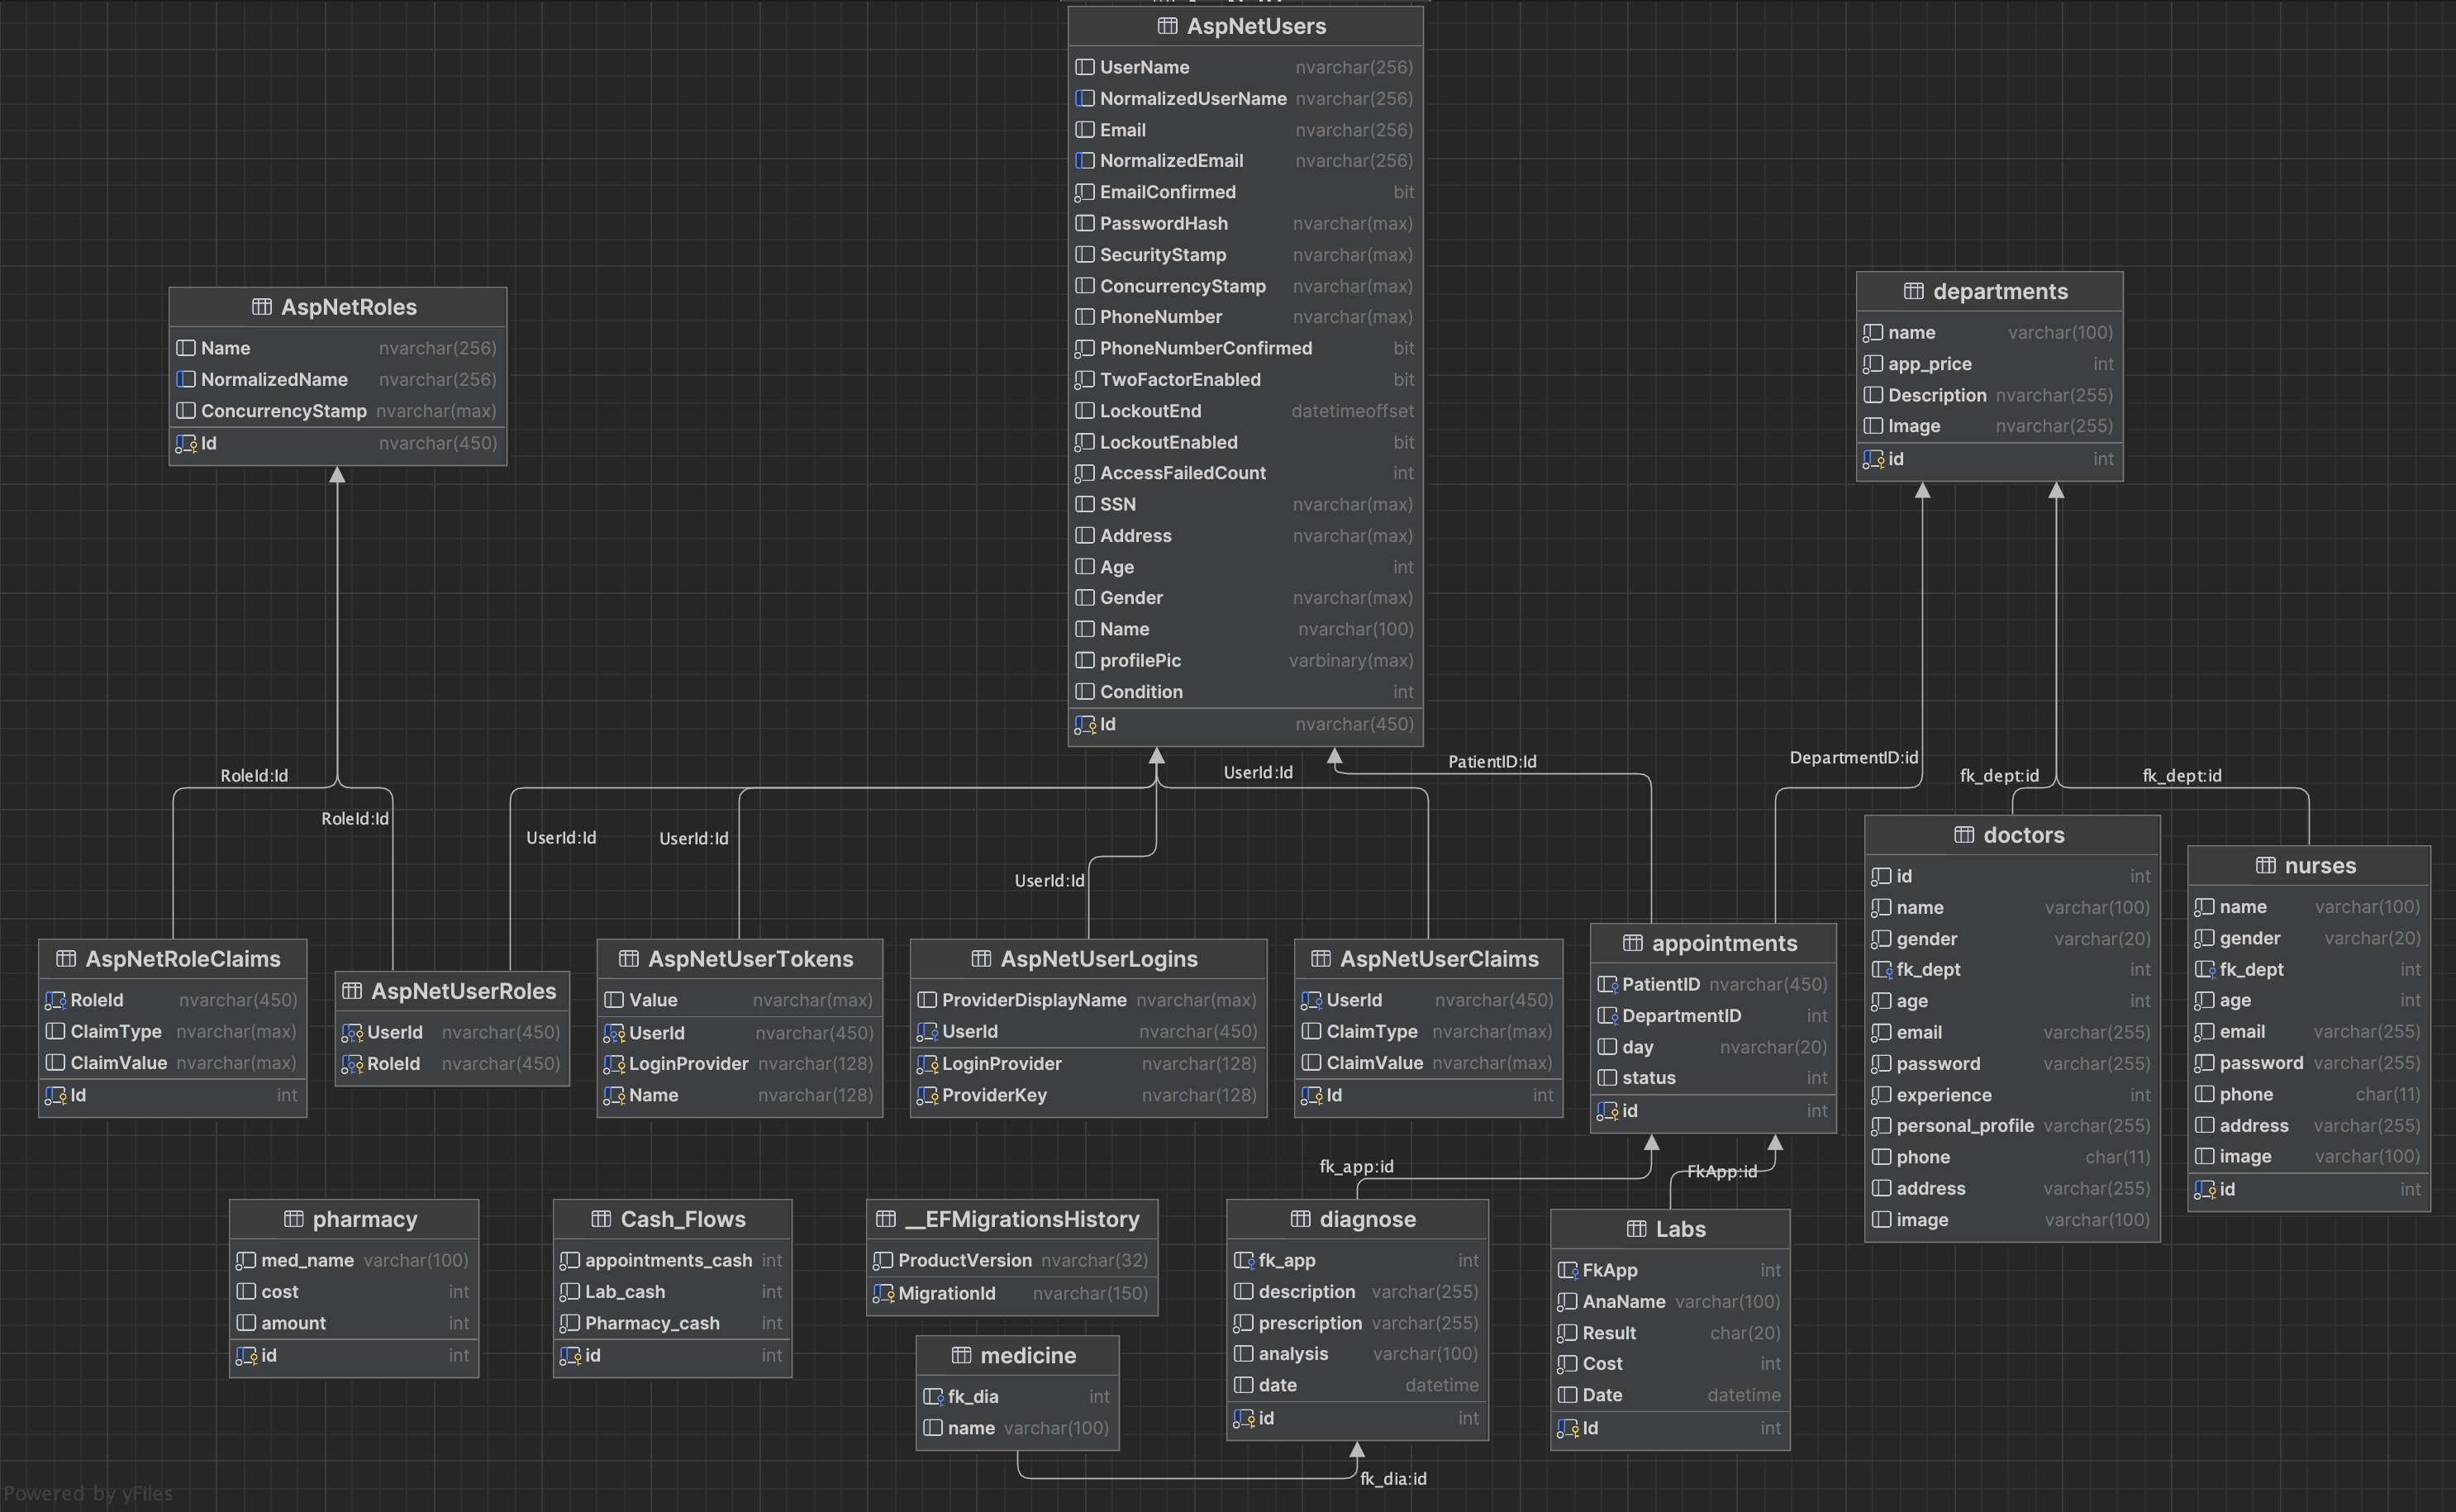 AspNetUsers
UserName nvarchar(256)
NormalizedUserName nvarchar(256)
Email nvarchar(256)
NormalizedEmail nvarchar(256)
EmailConfirmed bit
PasswordHash nvarchar(max)
SecurityStamp nvarchar(max)
ConcurrencyStamp nvarchar(max)
PhoneNumber nvarchar(max)
PhoneNumberConfirmed bit
TwoFactorEnabled bit
LockoutEnd datetimeoffset
LockoutEnabled bit
AccessFailedCount int
SSN nvarchar(max)
Address nvarchar(max)
Age int
Gender nvarchar(max)
Name nvarchar(100)
profilePic varbinary(max)
Condition int
Id nvarchar(450)
AspNetRoles
Name nvarchar(256)
NormalizedName nvarchar(256)
ConcurrencyStamp nvarchar(max)
Id nvarchar(450)
departments
name varchar(100)
app_price int
Description nvarchar(255)
Image nvarchar(255)
id int
RoleId:Id
RoleId:Id
UserId:Id
UserId:Id
UserId:Id
UserId:Id
PatientID:Id
DepartmentID:id
fk_dept:id
fk_dept:id
AspNetRoleClaims
RoleId nvarchar(450)
ClaimType nvarchar(max)
ClaimValue nvarchar(max)
Id int
AspNetUserRoles
UserId nvarchar(450)
RoleId nvarchar(450)
AspNetUserTokens
Value nvarchar(max)
UserId nvarchar(450)
LoginProvider nvarchar(128)
Name nvarchar(128)
AspNetUserLogins
ProviderDisplayName nvarchar(max)
UserId nvarchar(450)
LoginProvider nvarchar(128)
ProviderKey nvarchar(128)
AspNetUserClaims
UserId nvarchar(450)
ClaimType nvarchar(max)
ClaimValue nvarchar(max)
Id int
appointments
PatientID nvarchar(450)
DepartmentID int
day nvarchar(20)
status int
id int
doctors
id int
name varchar(100)
gender varchar(20)
fk_dept int
age int
email varchar(255)
password varchar(255)
experience int
personal_profile varchar(255)
phone char(11)
address varchar(255)
image varchar(100)
nurses
name varchar(100)
gender varchar(20)
fk_dept int
age int
email varchar(255)
password varchar(255)
phone char(11)
address varchar(255)
image varchar(100)
id int
fk_app:id
FkApp:id
pharmacy
med_name varchar(100)
cost int
amount int
id int
Cash_Flows
appointments_cash int
Lab_cash int
Pharmacy_cash int
id int
__EFMigrationsHistory
ProductVersion nvarchar(32)
MigrationId nvarchar(150)
medicine
fk_dia int
name varchar(100)
diagnose
fk_app int
description varchar(255)
prescription varchar(255)
analysis varchar(100)
date datetime
id int
Labs
FkApp int
AnaName varchar(100)
Result char(20)
Cost int
Date datetime
Id int
fk_dia:id
Powered by yFiles